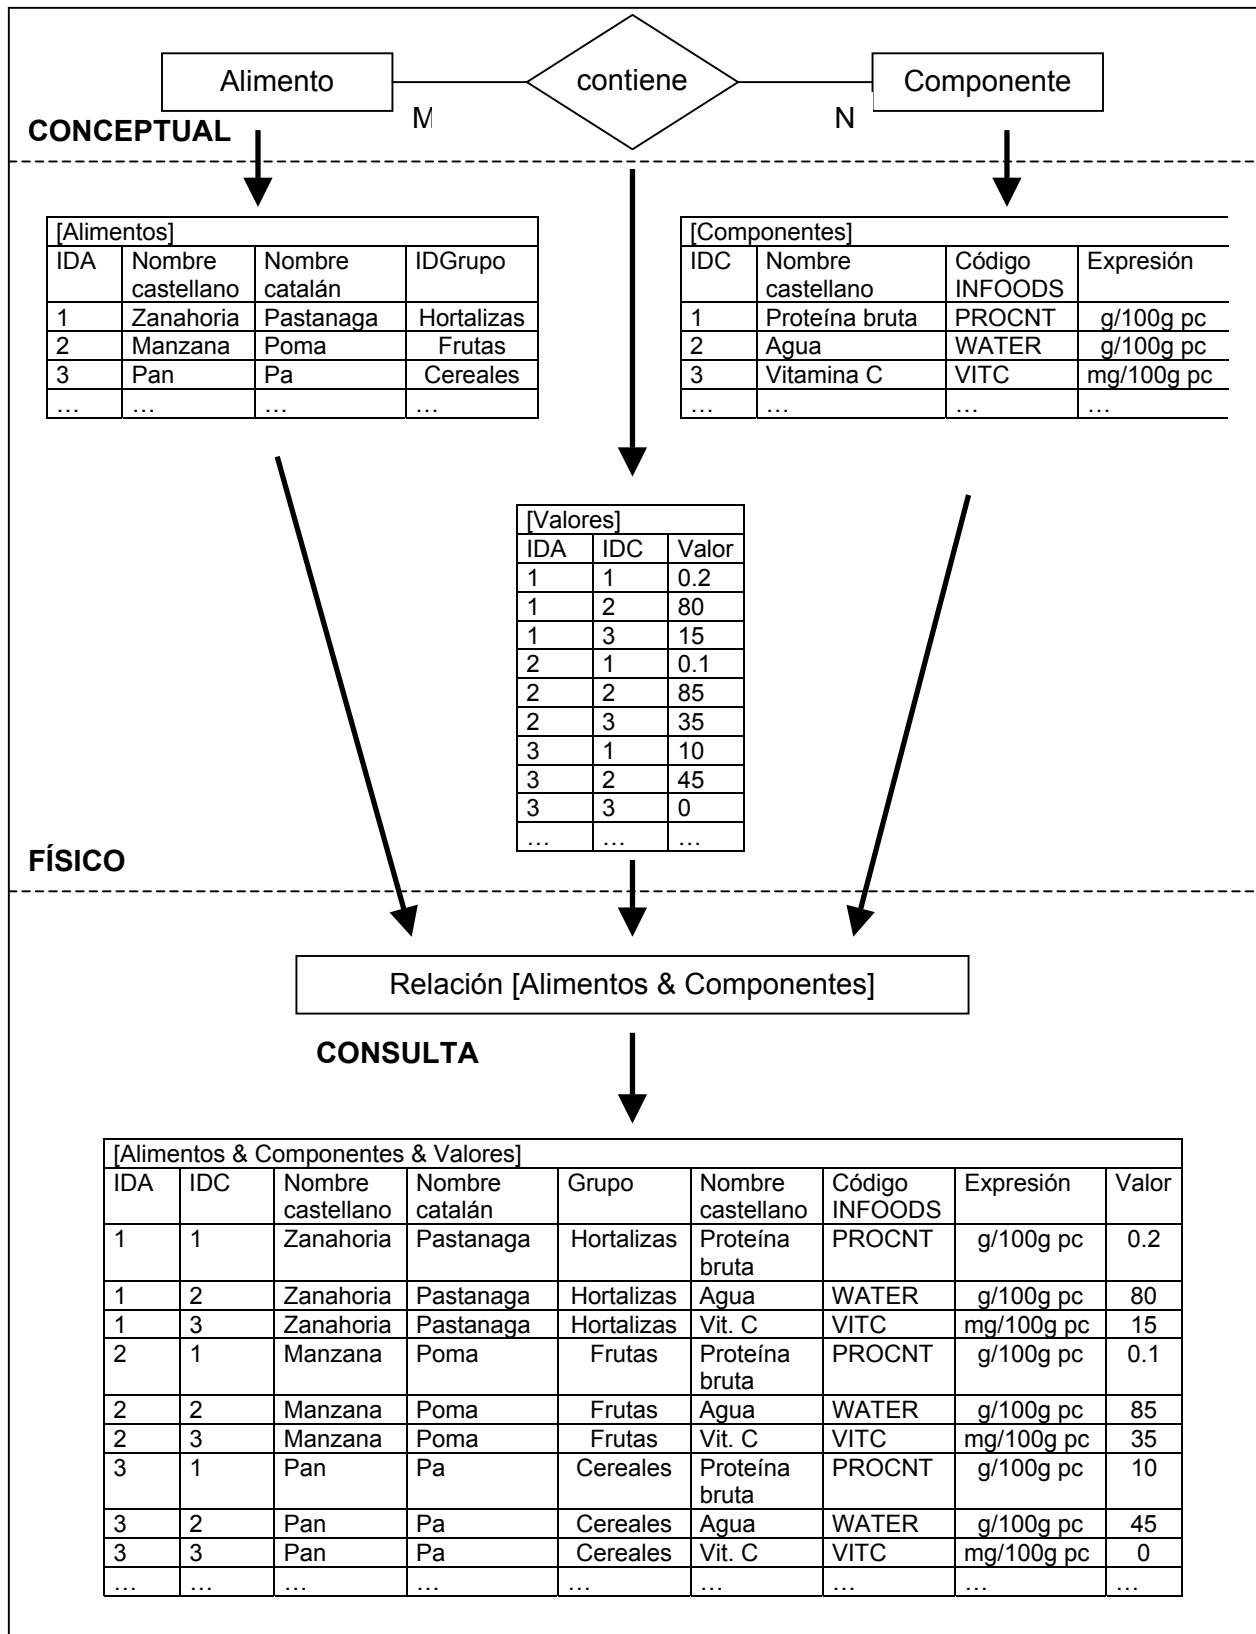 Alimento
contiene
Componente
M
N
CONCEPTUAL
[Alimentos]
IDA Nombre castellano Nombre catalán IDGrupo
1 Zanahoria Pastanaga Hortalizas
2 Manzana Poma Frutas
3 Pan Pa Cereales
… … … …
[Componentes]
IDC Nombre castellano Código INFOODS Expresión
1 Proteína bruta PROCNT g/100g pc
2 Agua WATER g/100g pc
3 Vitamina C VITC mg/100g pc
… … … …
[Valores]
IDA IDC Valor
1 1 0.2
1 2 80
1 3 15
2 1 0.1
2 2 85
2 3 35
3 1 10
3 2 45
3 3 0
… … …
FÍSICO
Relación [Alimentos & Componentes]
CONSULTA
[Alimentos & Componentes & Valores]
IDA IDC Nombre castellano Nombre catalán Grupo Nombre castellano Código INFOODS Expresión Valor
1 1 Zanahoria Pastanaga Hortalizas Proteína bruta PROCNT g/100g pc 0.2
1 2 Zanahoria Pastanaga Hortalizas Agua WATER g/100g pc 80
1 3 Zanahoria Pastanaga Hortalizas Vit. C VITC mg/100g pc 15
2 1 Manzana Poma Frutas Proteína bruta PROCNT g/100g pc 0.1
2 2 Manzana Poma Frutas Agua WATER g/100g pc 85
2 3 Manzana Poma Frutas Vit. C VITC mg/100g pc 35
3 1 Pan Pa Cereales Proteína bruta PROCNT g/100g pc 10
3 2 Pan Pa Cereales Agua WATER g/100g pc 45
3 3 Pan Pa Cereales Vit. C VITC mg/100g pc 0
… … … … … … … … …